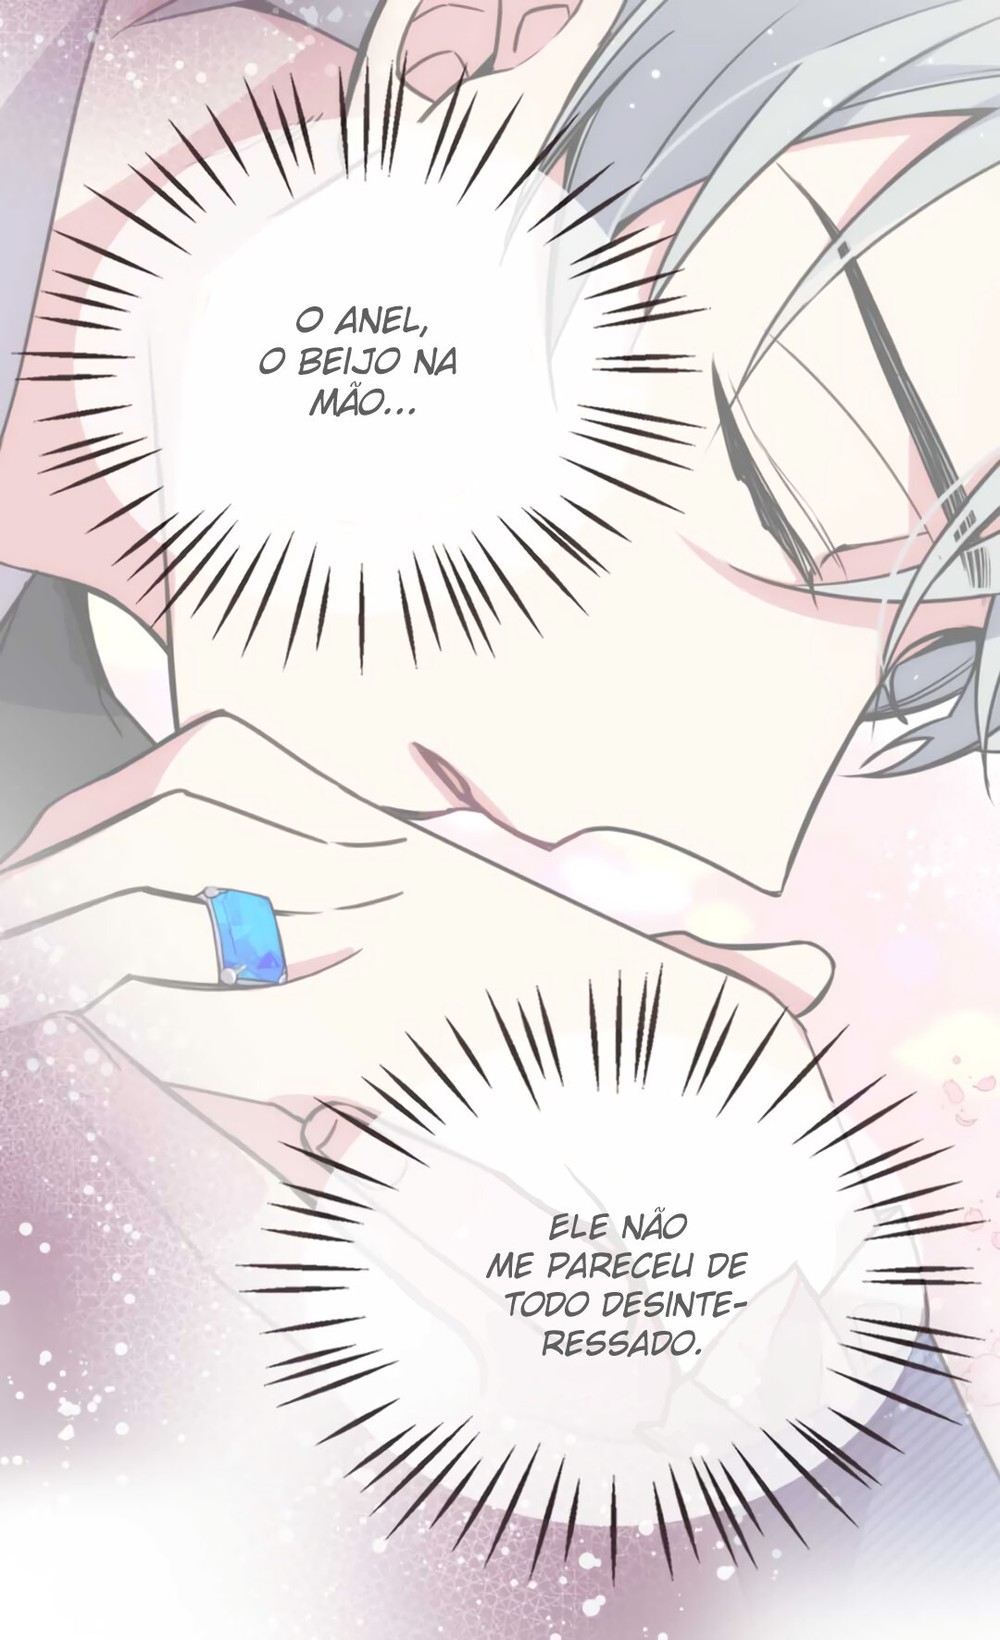 O ANEL,
O BEIJO NA
MÃO...
ELE NÃO
ME PARECEU DE
TODO DESINTE-
RESSADO.